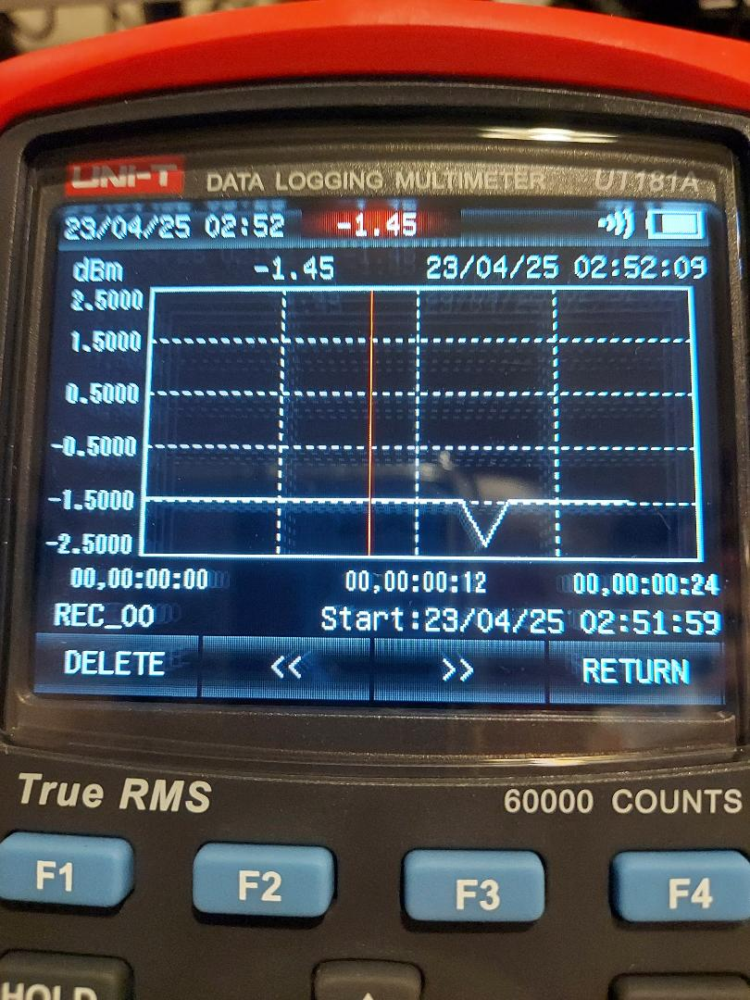 UNI-T DATA LOGGING MULTIMETER UT181A
23/04/25 02:52 -1.45
dBm -1.45 23/04/25 02:52:09
2.5000
1.5000
0.5000
-0.5000
-1.5000
-2.5000
00,00:00:00 00,00:00:12 00,00:00:24
REC_00 Start:23/04/25 02:51:59
DELETE << >> RETURN
True RMS 60000 COUNTS
F1 F2 F3 F4
HOLD